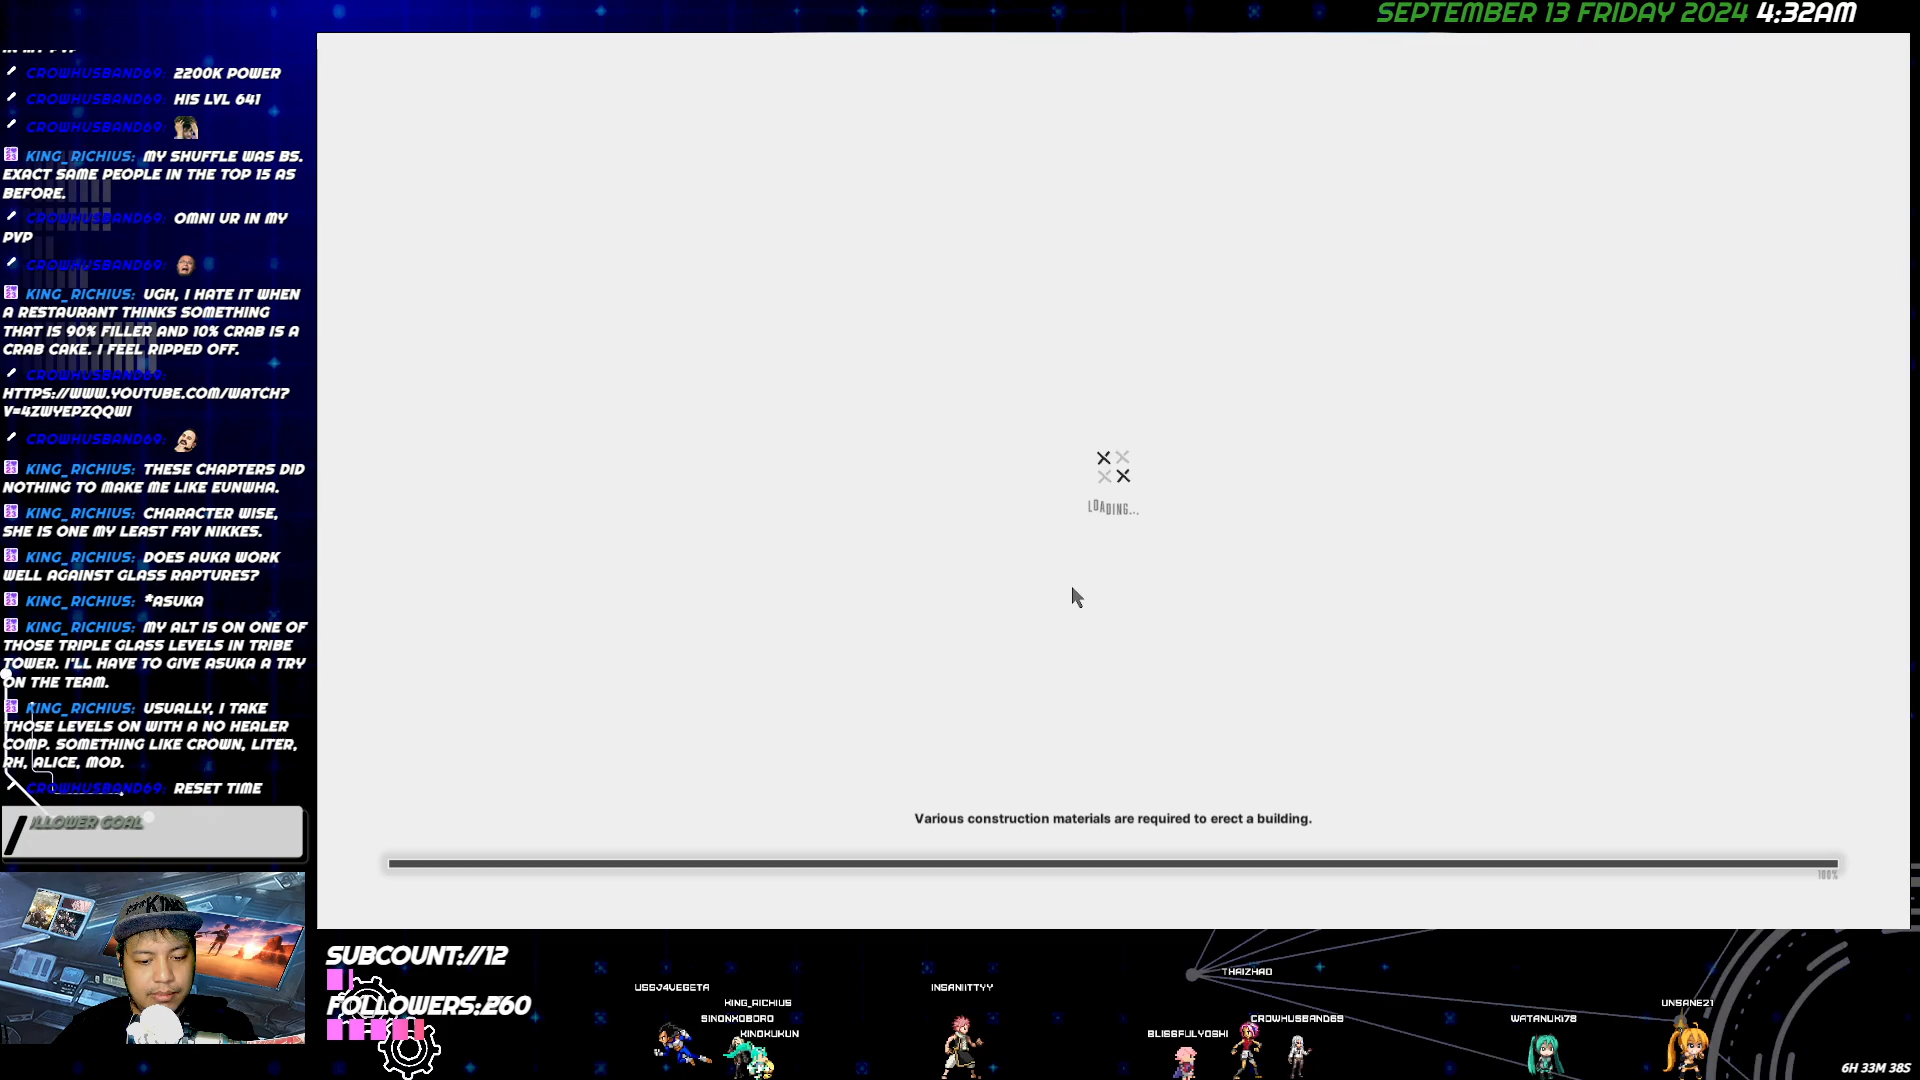 SEPTEMBER 13 FRIDAY 2024 4:32AM
CROWHUSBAND69: 2200K POWER
CROWHUSBAND69: HIS LVL 641
CROWHUSBAND69:
KING_RICHIUS: MY SHUFFLE WAS BS.
EXACT SAME PEOPLE IN THE TOP 15 AS
BEFORE.
CROWHUSBAND69: OMNI UR IN MY
PVP
CROWHUSBAND69:
KING_RICHIUS: UGH, I HATE IT WHEN
A RESTAURANT THINKS SOMETHING
THAT IS 90% FILLER AND 10% CRAB IS A
CRAB CAKE. I FEEL RIPPED OFF.
CROWHUSBAND69:
HTTPS://WWW.YOUTUBE.COM/WATCH?
V=4ZWYEPZQQWI
CROWHUSBAND69:
KING_RICHIUS: THESE CHAPTERS DID
NOTHING TO MAKE ME LIKE EUNWHA.
KING_RICHIUS: CHARACTER WISE,
SHE IS ONE MY LEAST FAV NIKKES.
KING_RICHIUS: DOES AUKA WORK
WELL AGAINST GLASS RAPTURES?
KING_RICHIUS: *ASUKA
KING_RICHIUS: MY ALT IS ON ONE OF
THOSE TRIPLE GLASS LEVELS IN TRIBE
TOWER. I'LL HAVE TO GIVE ASUKA A TRY
ON THE TEAM.
KING_RICHIUS: USUALLY, I TAKE
THOSE LEVELS ON WITH A NO HEALER
COMP. SOMETHING LIKE CROWN, LITER,
RH, ALICE, MOD.
CROWHUSBAND69: RESET TIME
LLOWER GOAL
LOADING...
Various construction materials are required to erect a building.
100%
SUBCOUNT://12
FOLLOWERS:260
USSJ4VEGETA
KING_RICHIUS
SINONXOBORO
KINOKUKUN
INSANIITTYY
BLISSFULYOSHI
CROWHUSBAND69
THAIZHAO
WATANUKI78
UNSANE21
6H 33M 38S